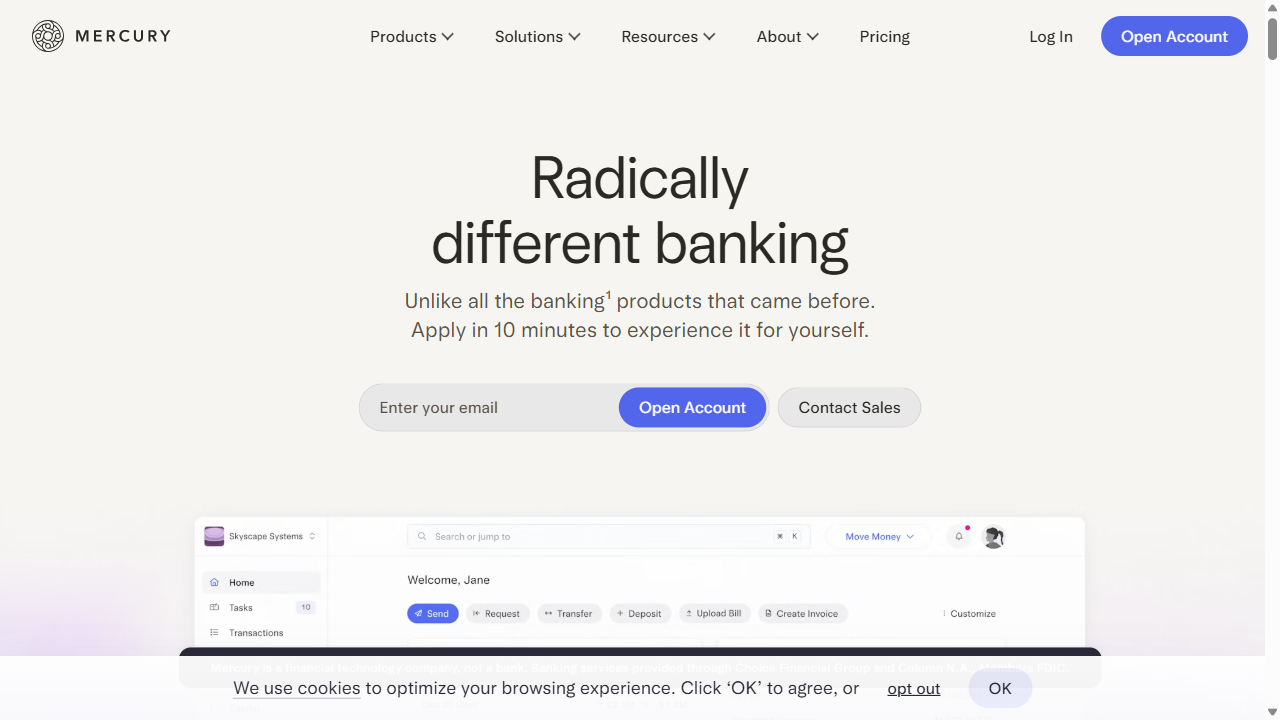 MERCURY
Products
Solutions
Resources
About
Pricing
Log In
Open Account
Radically
different banking
Unlike all the banking¹ products that came before.
Apply in 10 minutes to experience it for yourself.
Enter your email
Open Account
Contact Sales
Skyscape Systems
Search or jump to
⌘ K
Move Money
Home
Welcome, Jane
Tasks
10
Send
Request
Transfer
Deposit
Upload Bill
Create Invoice
Customize
Transactions
Mercury is a financial technology company, not a bank. Banking services provided through Choice Financial Group and Column N.A., Members FDIC.
We use cookies to optimize your browsing experience. Click ‘OK’ to agree, or
opt out
OK